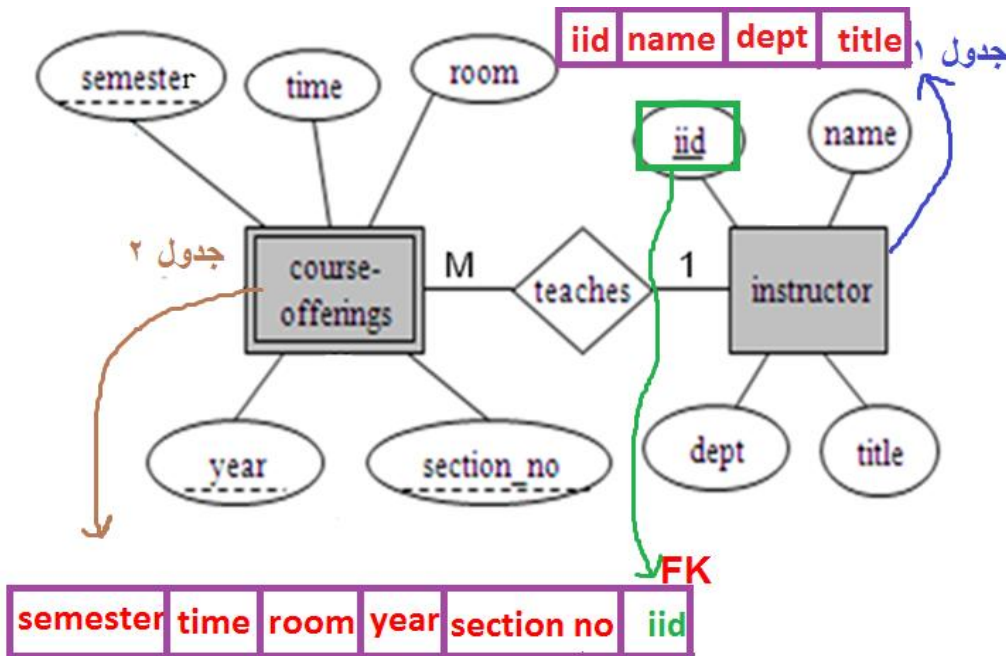 iid name dept title
جدول ١
semester time room
iid name
جدول ٢
course-
offerings
M
teaches
1
instructor
year section_no
dept title
FK
semester time room year section no iid